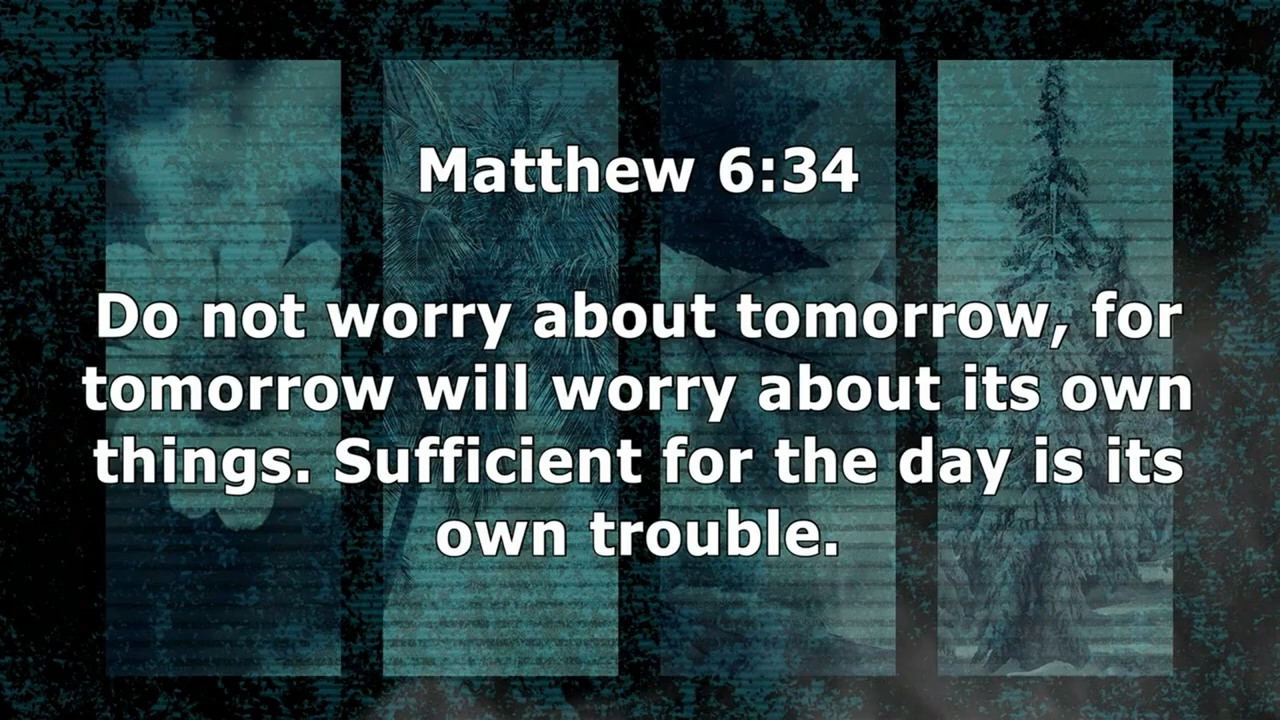 Matthew 6:34
Do not worry about tomorrow, for
tomorrow will worry about its own
things. Sufficient for the day is its
own trouble.